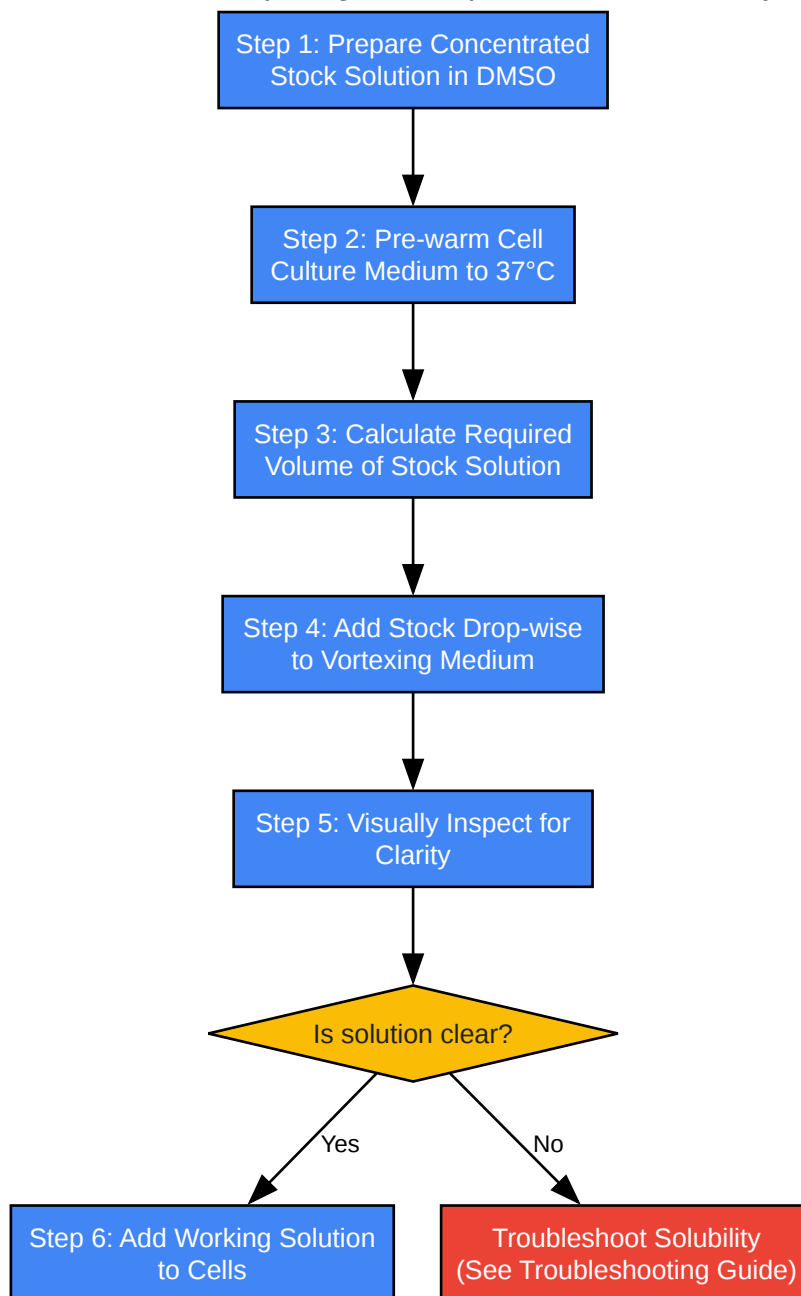 Step 1: Prepare Concentrated
Stock Solution in DMSO
Step 2: Pre-warm Cell
Culture Medium to 37°C
Step 3: Calculate Required
Volume of Stock Solution
Step 4: Add Stock Drop-wise
to Vortexing Medium
Step 5: Visually Inspect for
Clarity
Is solution clear?
Yes
No
Step 6: Add Working Solution
to Cells
Troubleshoot Solubility
(See Troubleshooting Guide)